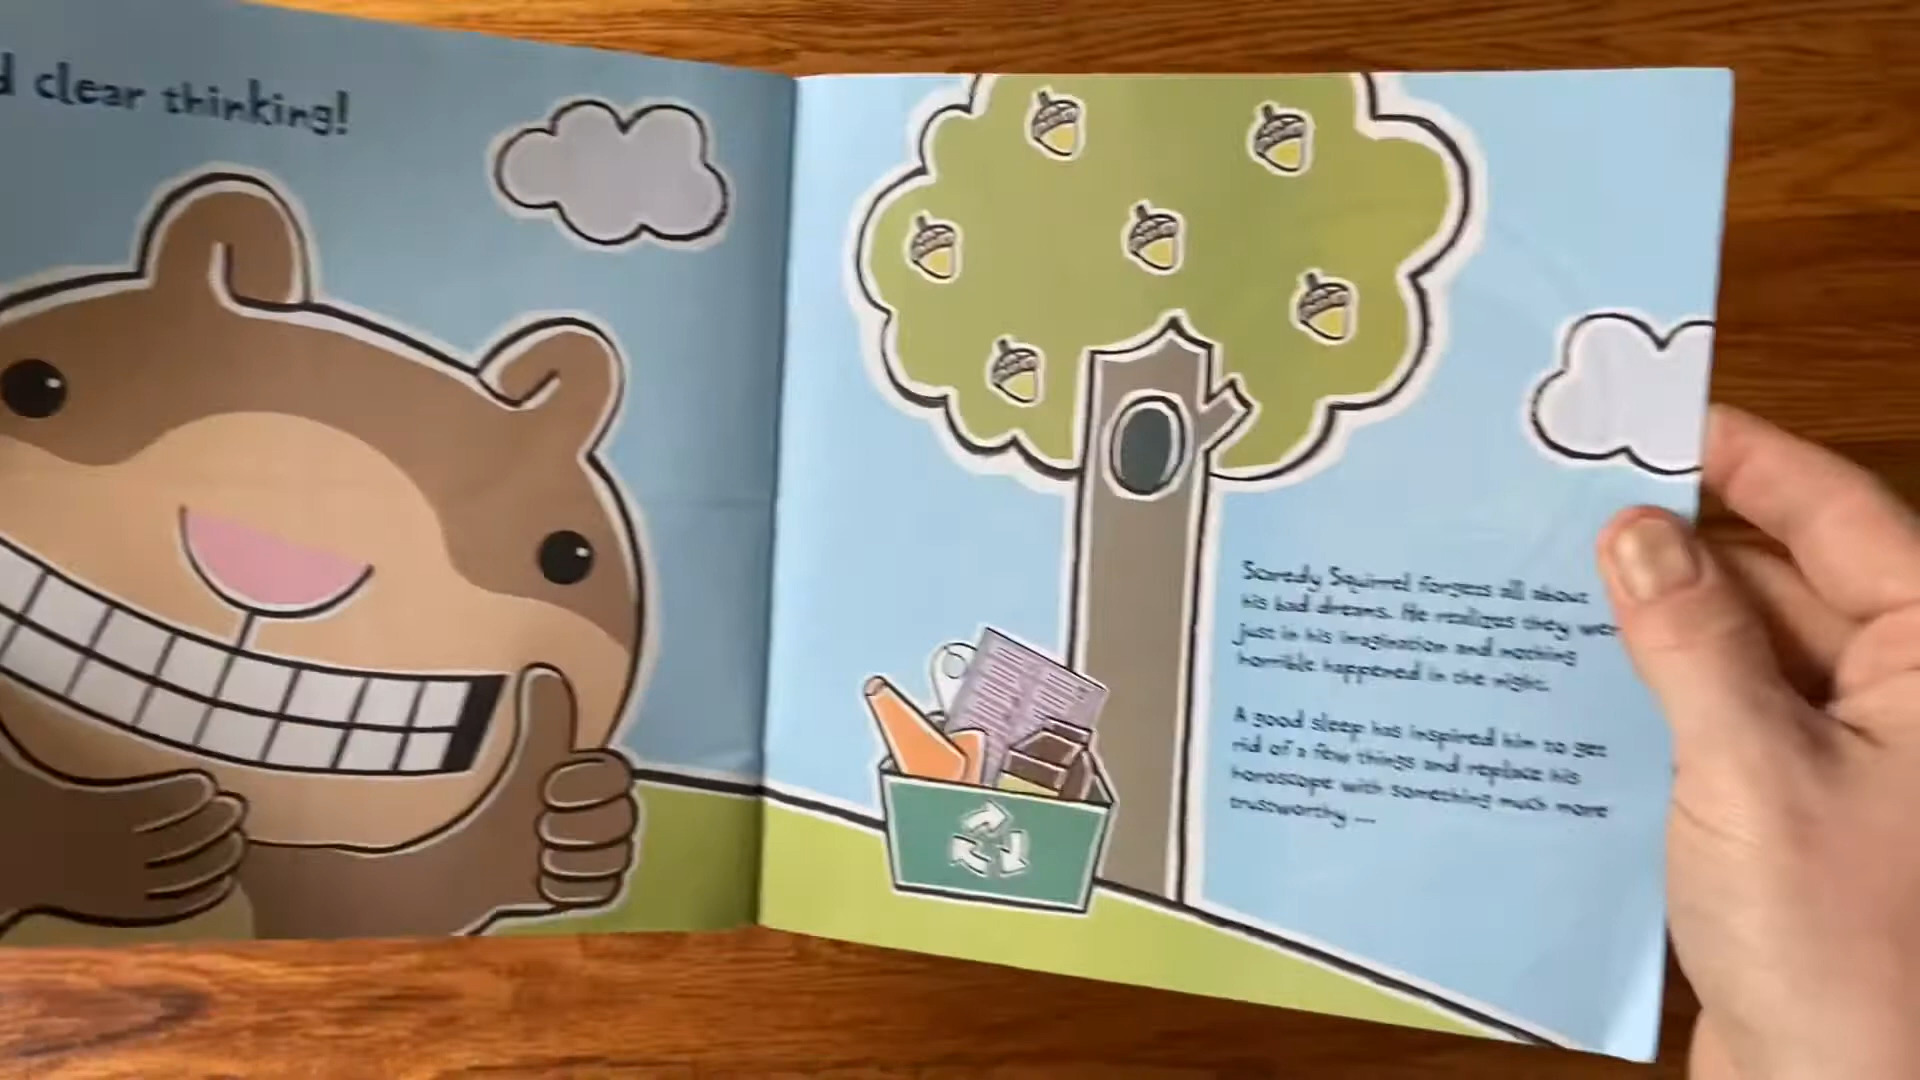 d clear thinking!
Scaredy Squirrel forgets all about
his bad dreams. He realizes they wer
just in his imagination and nothing
horrible happened in the night.
A good sleep has inspired him to get
rid of a few things and replace his
horoscope with something much more
trustworthy ...